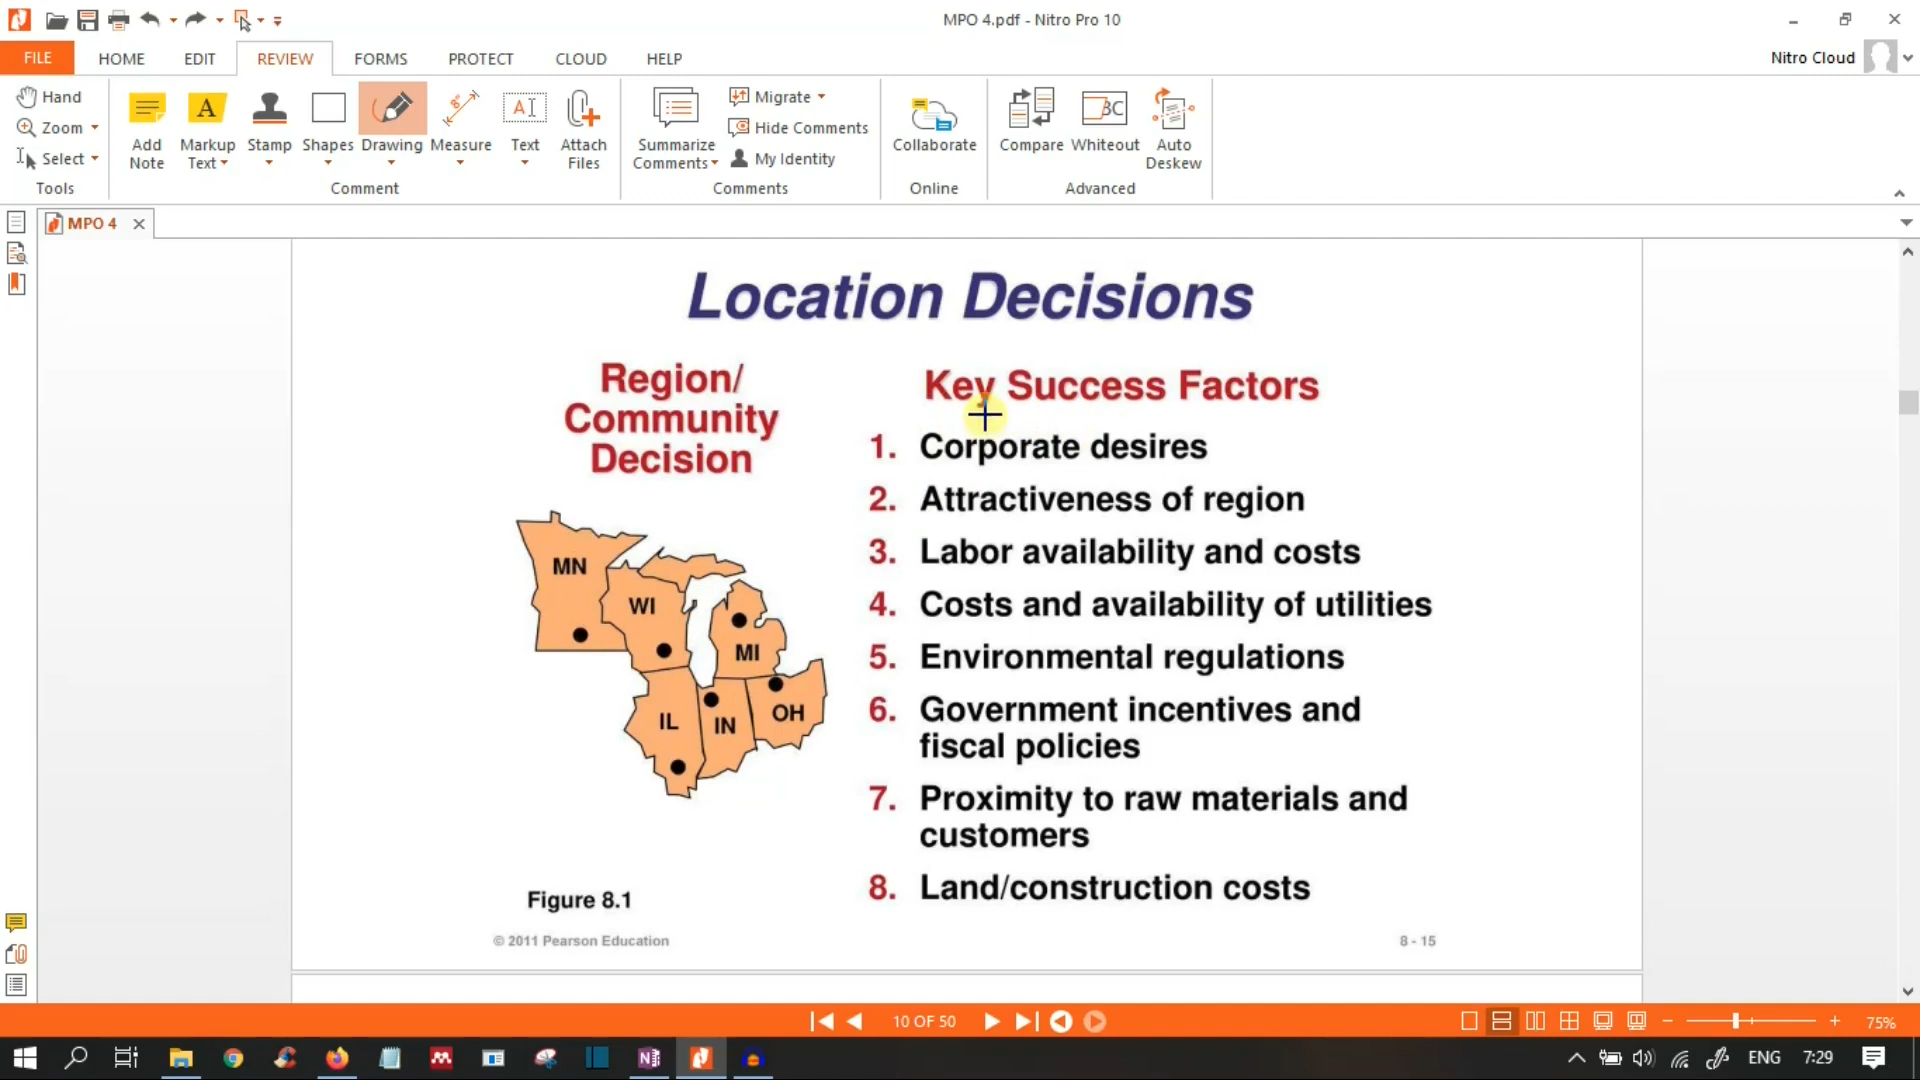 MPO 4.pdf - Nitro Pro 10
FILE
HOME
EDIT
REVIEW
FORMS
PROTECT
CLOUD
HELP
Nitro Cloud
Hand
Zoom
Select
Tools
Add
Note
Markup
Text
Stamp
Shapes
Drawing
Measure
Text
Attach
Files
Comment
Summarize
Comments
Migrate
Hide Comments
My Identity
Comments
Collaborate
Online
Compare
Whiteout
Auto
Deskew
Advanced
MPO 4
Location Decisions
Region/
Community
Decision
MN
WI
MI
IL
IN
OH
Figure 8.1
Key Success Factors
1. Corporate desires
2. Attractiveness of region
3. Labor availability and costs
4. Costs and availability of utilities
5. Environmental regulations
6. Government incentives and
fiscal policies
7. Proximity to raw materials and
customers
8. Land/construction costs
© 2011 Pearson Education
8 - 15
10 OF 50
75%
ENG
7:29